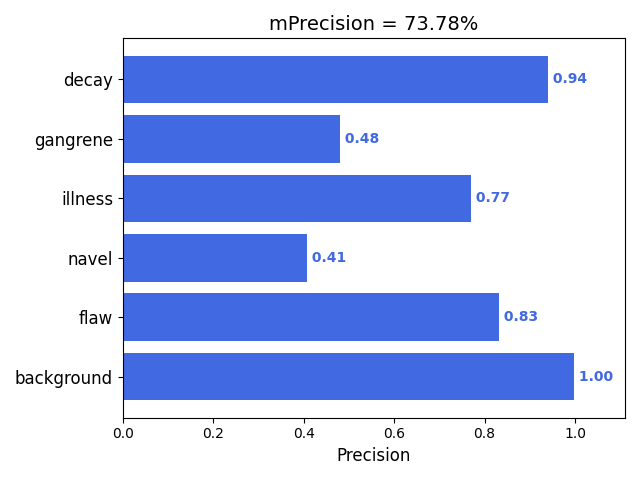 mPrecision = 73.78%
decay 0.94
gangrene 0.48
illness 0.77
navel 0.41
flaw 0.83
background 1.00
0.0 0.2 0.4 0.6 0.8 1.0
Precision